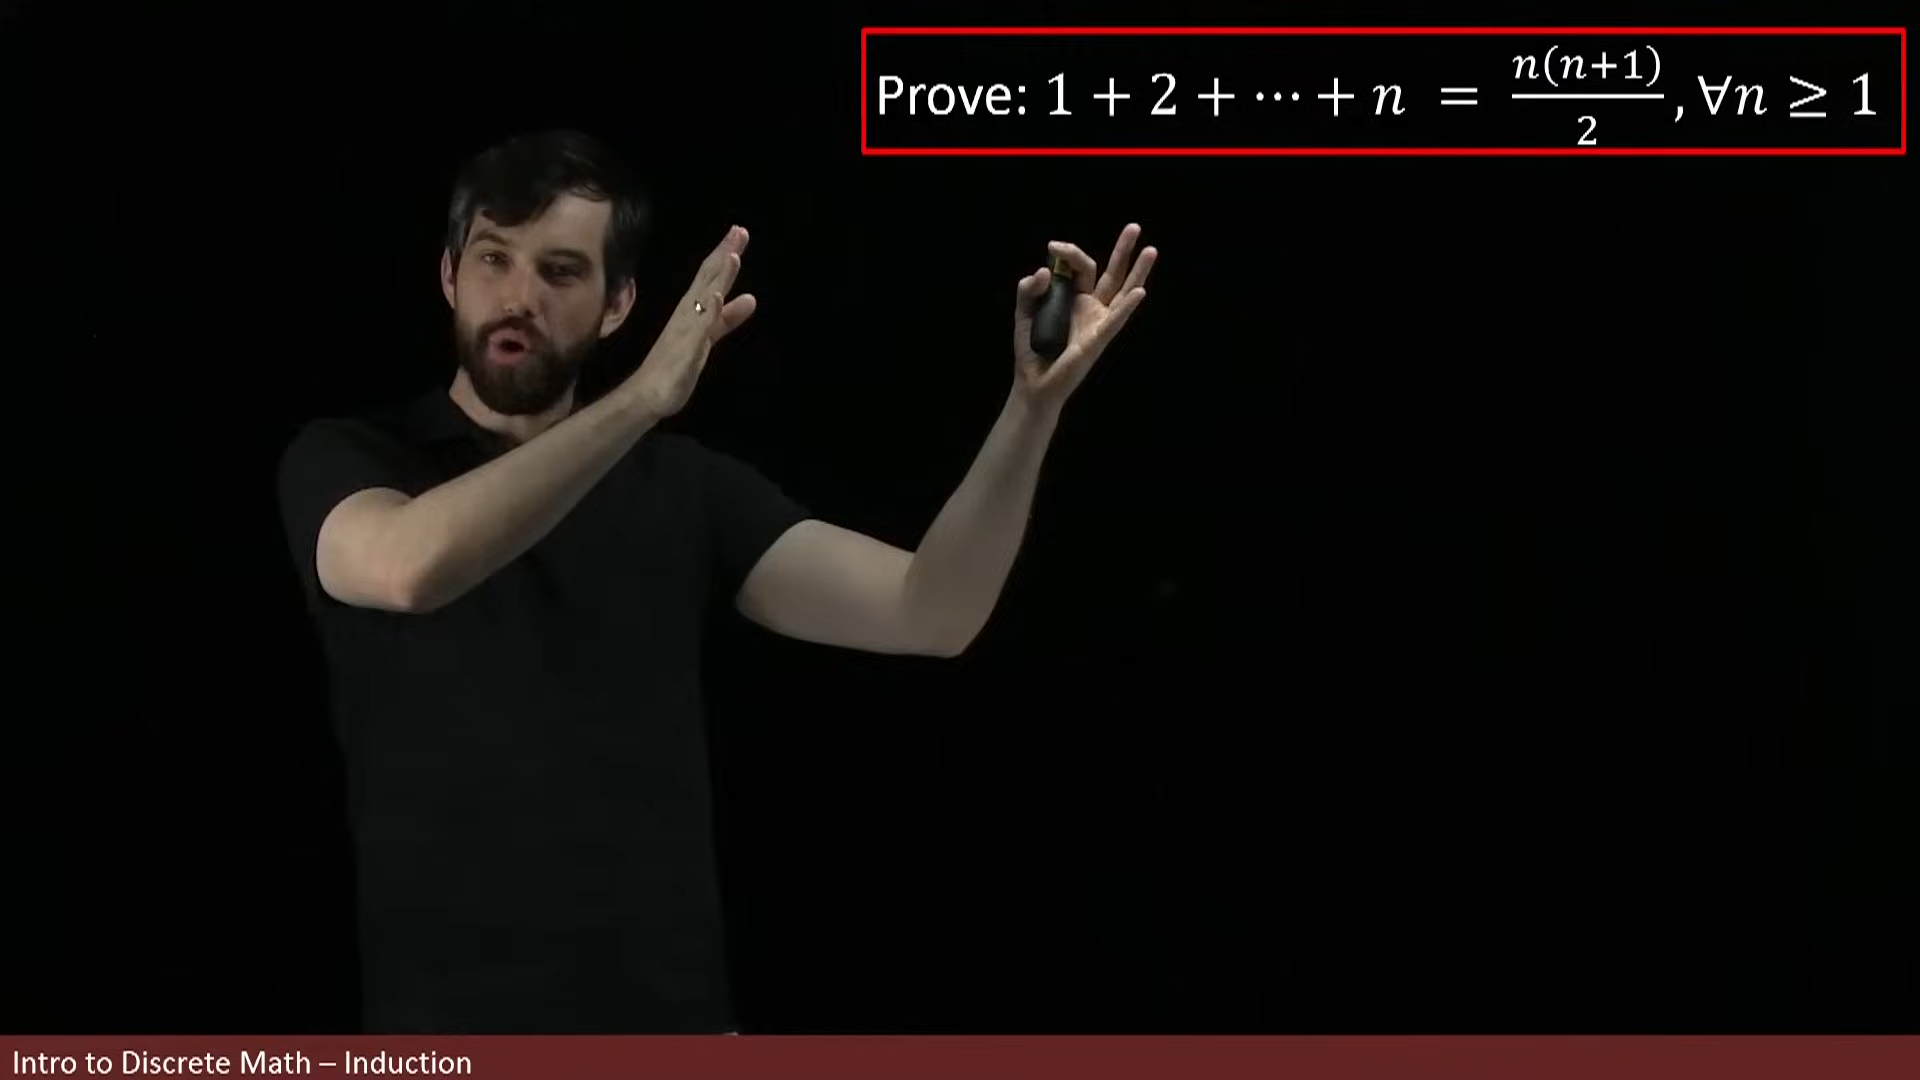 Prove: 1 + 2 + ⋯ + n = n(n+1)/2, ∀n ≥ 1
Intro to Discrete Math – Induction